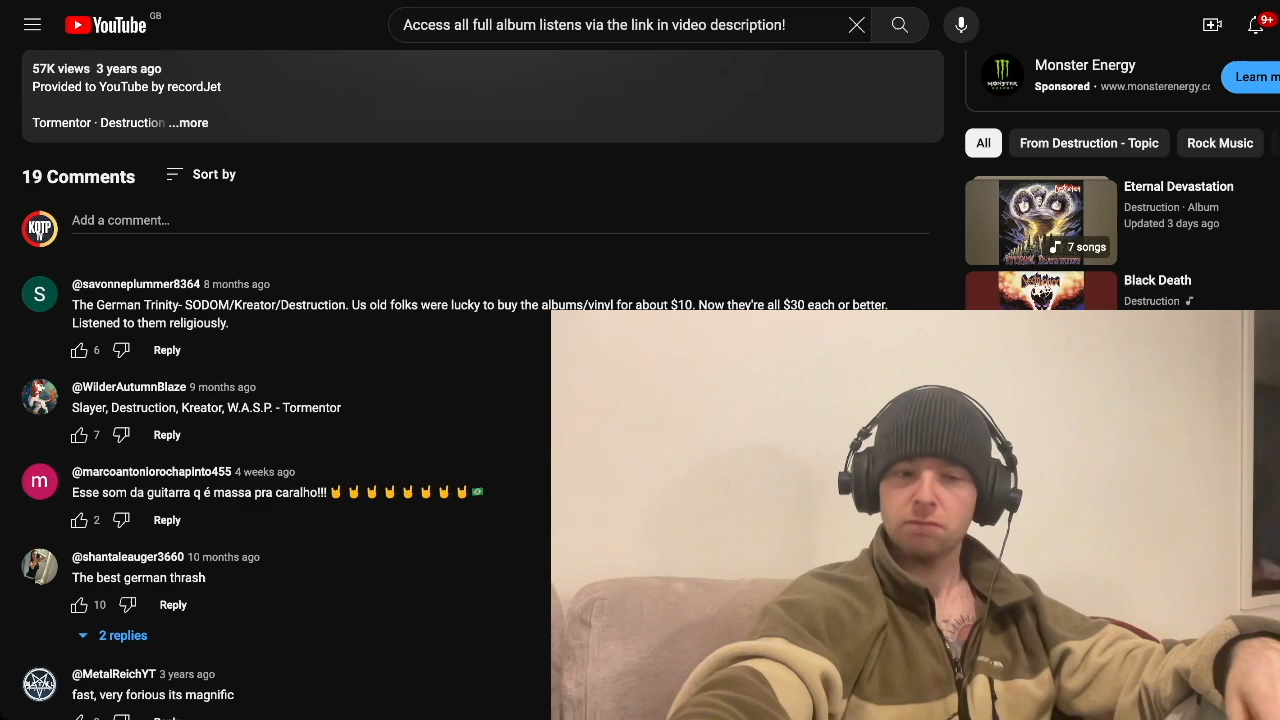 YouTube GB
Access all full album listens via the link in video description!
9+
57K views 3 years ago
Provided to YouTube by recordJet
Tormentor · Destruction ...more
19 Comments
Sort by
KOTP
TV
Add a comment...
S
@savonneplummer8364 8 months ago
The German Trinity- SODOM/Kreator/Destruction. Us old folks were lucky to buy the albums/vinyl for about $10. Now they're all $30 each or better.
Listened to them religiously.
6 Reply
@WilderAutumnBlaze 9 months ago
Slayer, Destruction, Kreator, W.A.S.P. - Tormentor
7 Reply
m
@marcoantoniorochapinto455 4 weeks ago
Esse som da guitarra q é massa pra caralho!!!🤘🤘🤘🤘🤘🤘🤘🤘🇧🇷
2 Reply
@shantaleauger3660 10 months ago
The best german thrash
10 Reply
2 replies
@MetalReichYT 3 years ago
fast, very forious its magnific
Monster Energy
Sponsored · www.monsterenergy.cc
Learn m
MONSTER
All
From Destruction - Topic
Rock Music
Eternal Devastation
Destruction · Album
Updated 3 days ago
7 songs
Black Death
Destruction